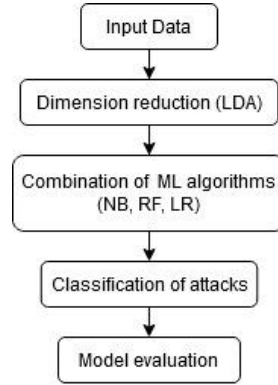 Input Data
Dimension reduction (LDA)
Combination of ML algorithms
(NB, RF, LR)
Classification of attacks
Model evaluation